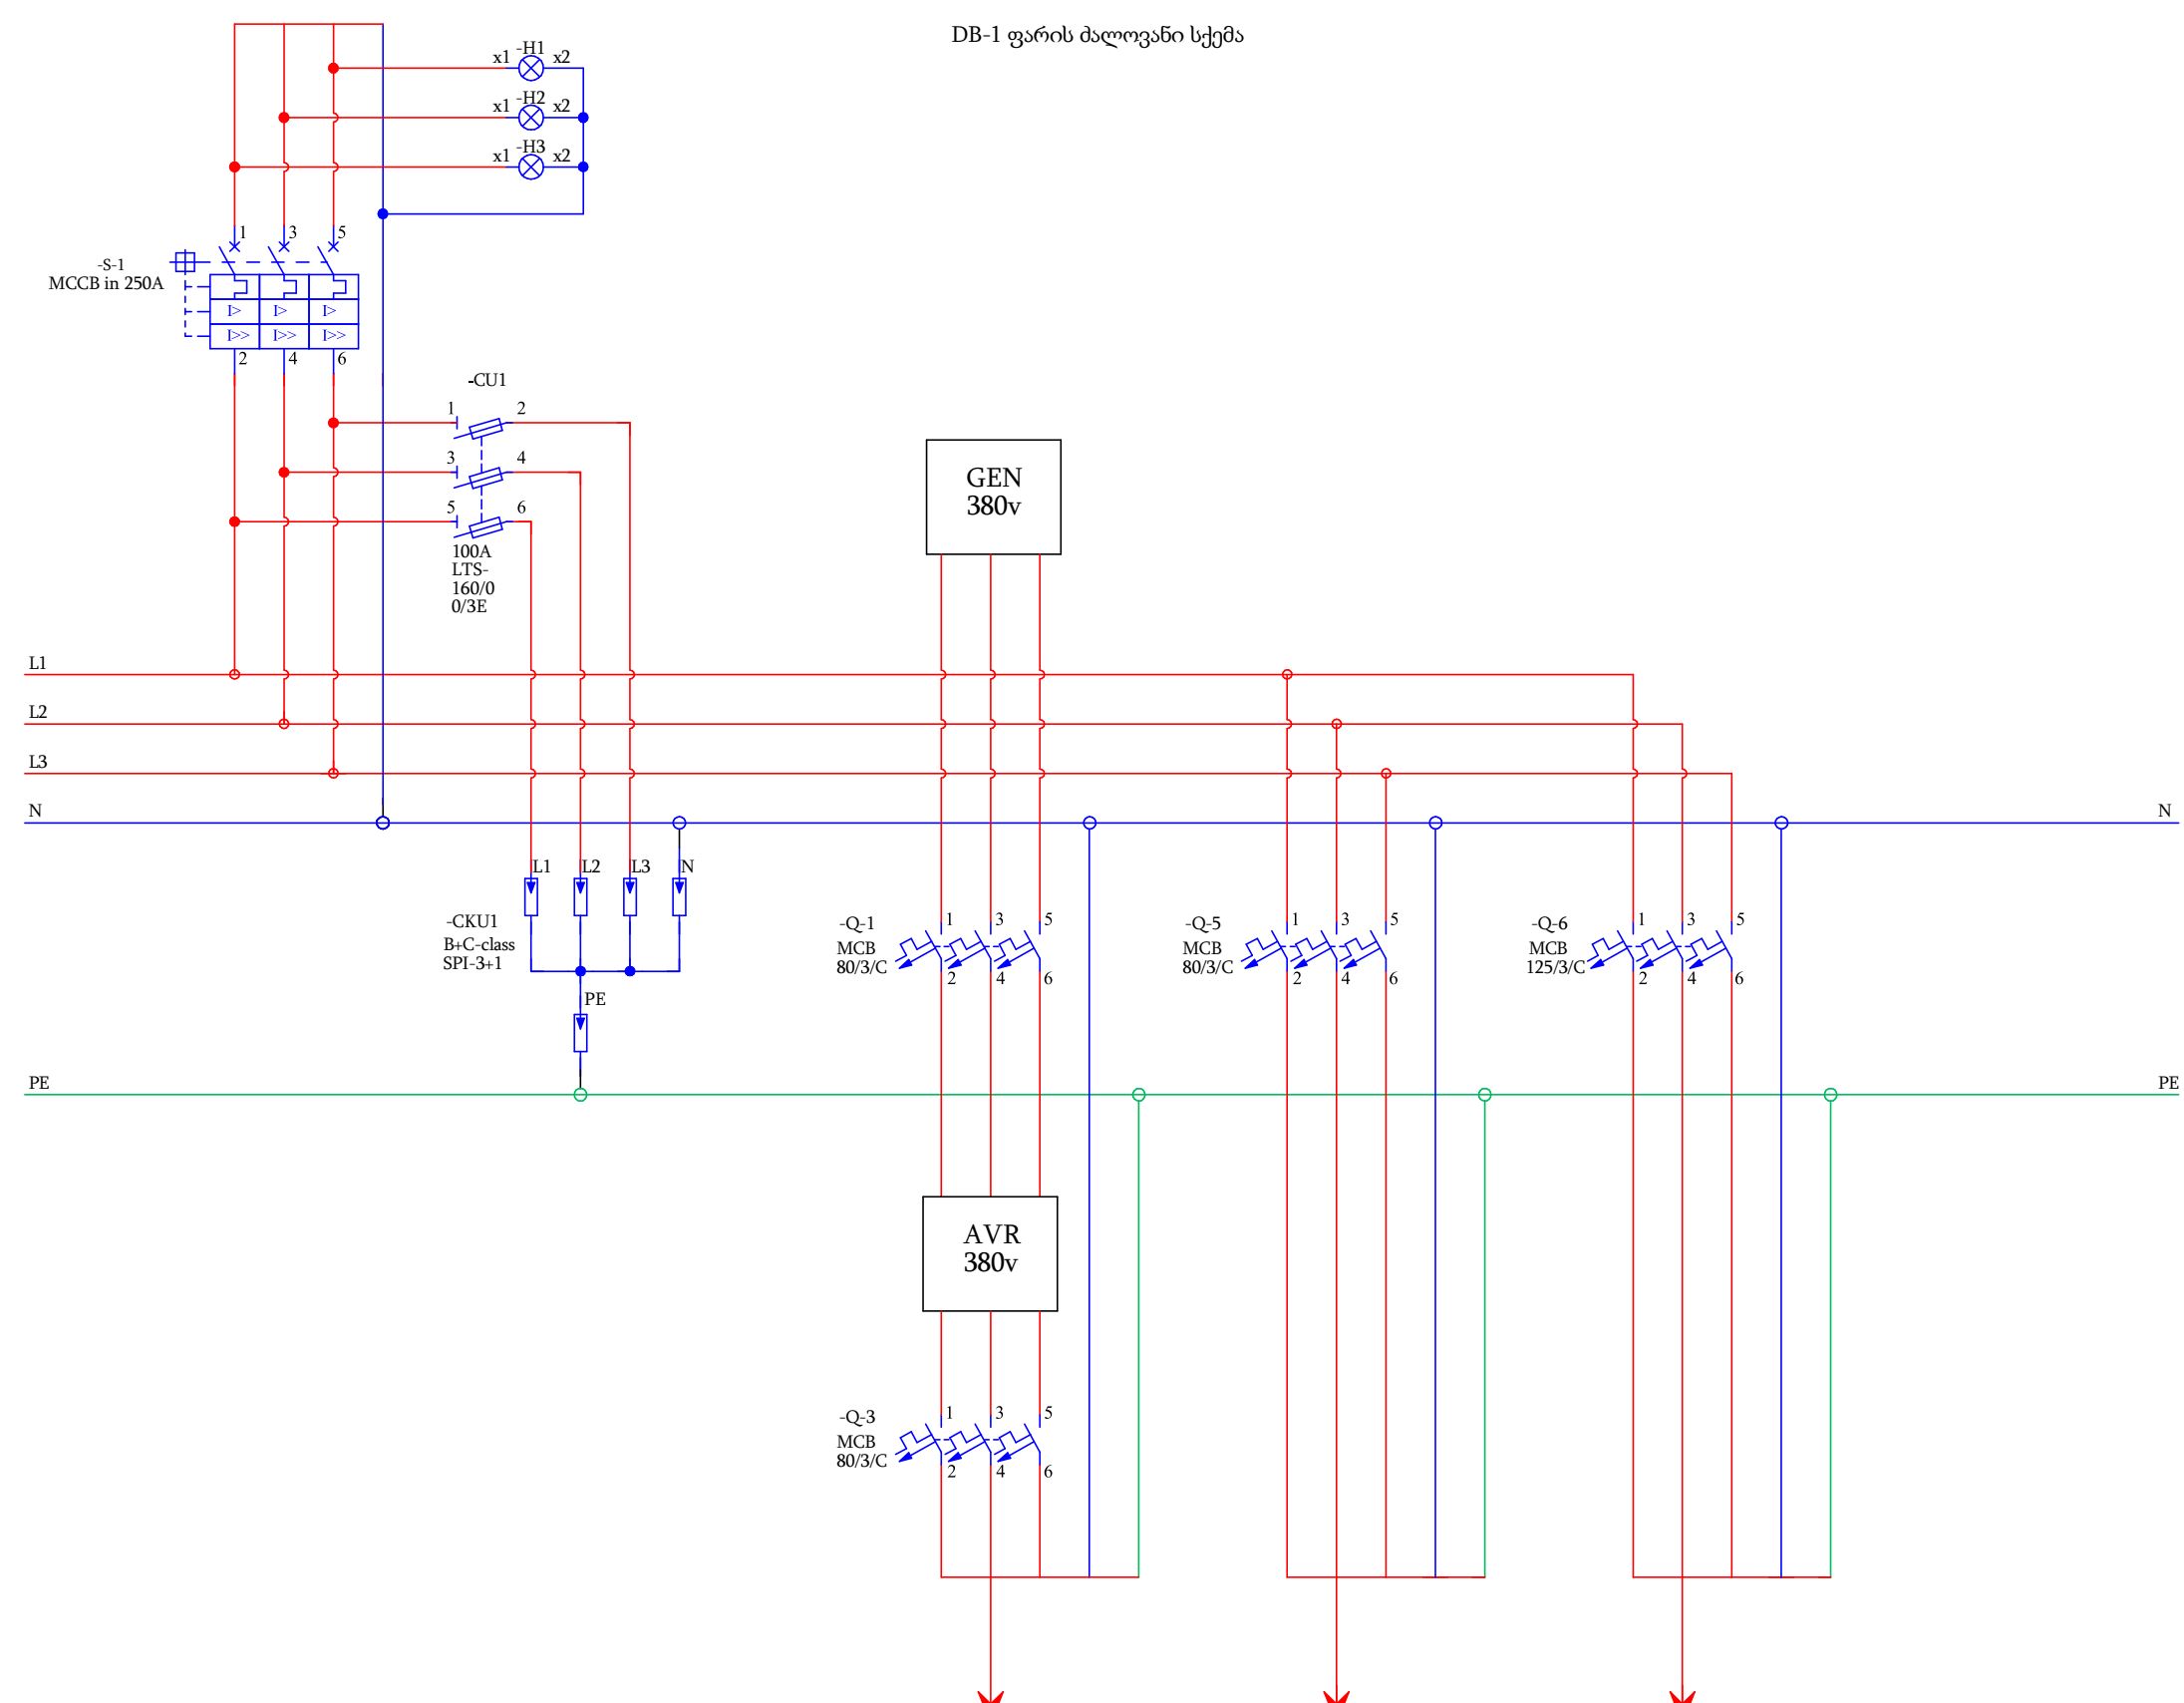 DB-1 ფარის ძალოვანი სქემა
x1 -H1 x2
x1 -H2 x2
x1 -H3 x2
1 3 5
-S-1
MCCB in 250A
I> I> I>
I>> I>> I>>
2 4 6
-CU1
1 2
3 4
5 6
100A
LTS-
160/0
0/3E
GEN
380v
L1
L2
L3
N N
L1 L2 L3 N
-CKU1
B+C-class
SPI-3+1
PE
-Q-1
MCB
80/3/C
1 3 5
2 4 6
-Q-5
MCB
80/3/C
1 3 5
2 4 6
-Q-6
MCB
125/3/C
1 3 5
2 4 6
PE PE
AVR
380v
-Q-3
MCB
80/3/C
1 3 5
2 4 6